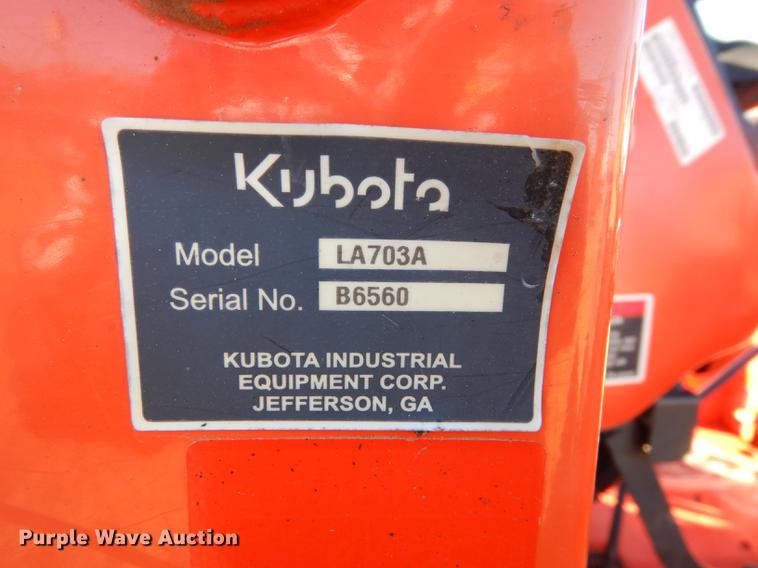 Kubota
Model LA703A
Serial No. B6560
KUBOTA INDUSTRIAL
EQUIPMENT CORP.
JEFFERSON, GA
Purple Wave Auction